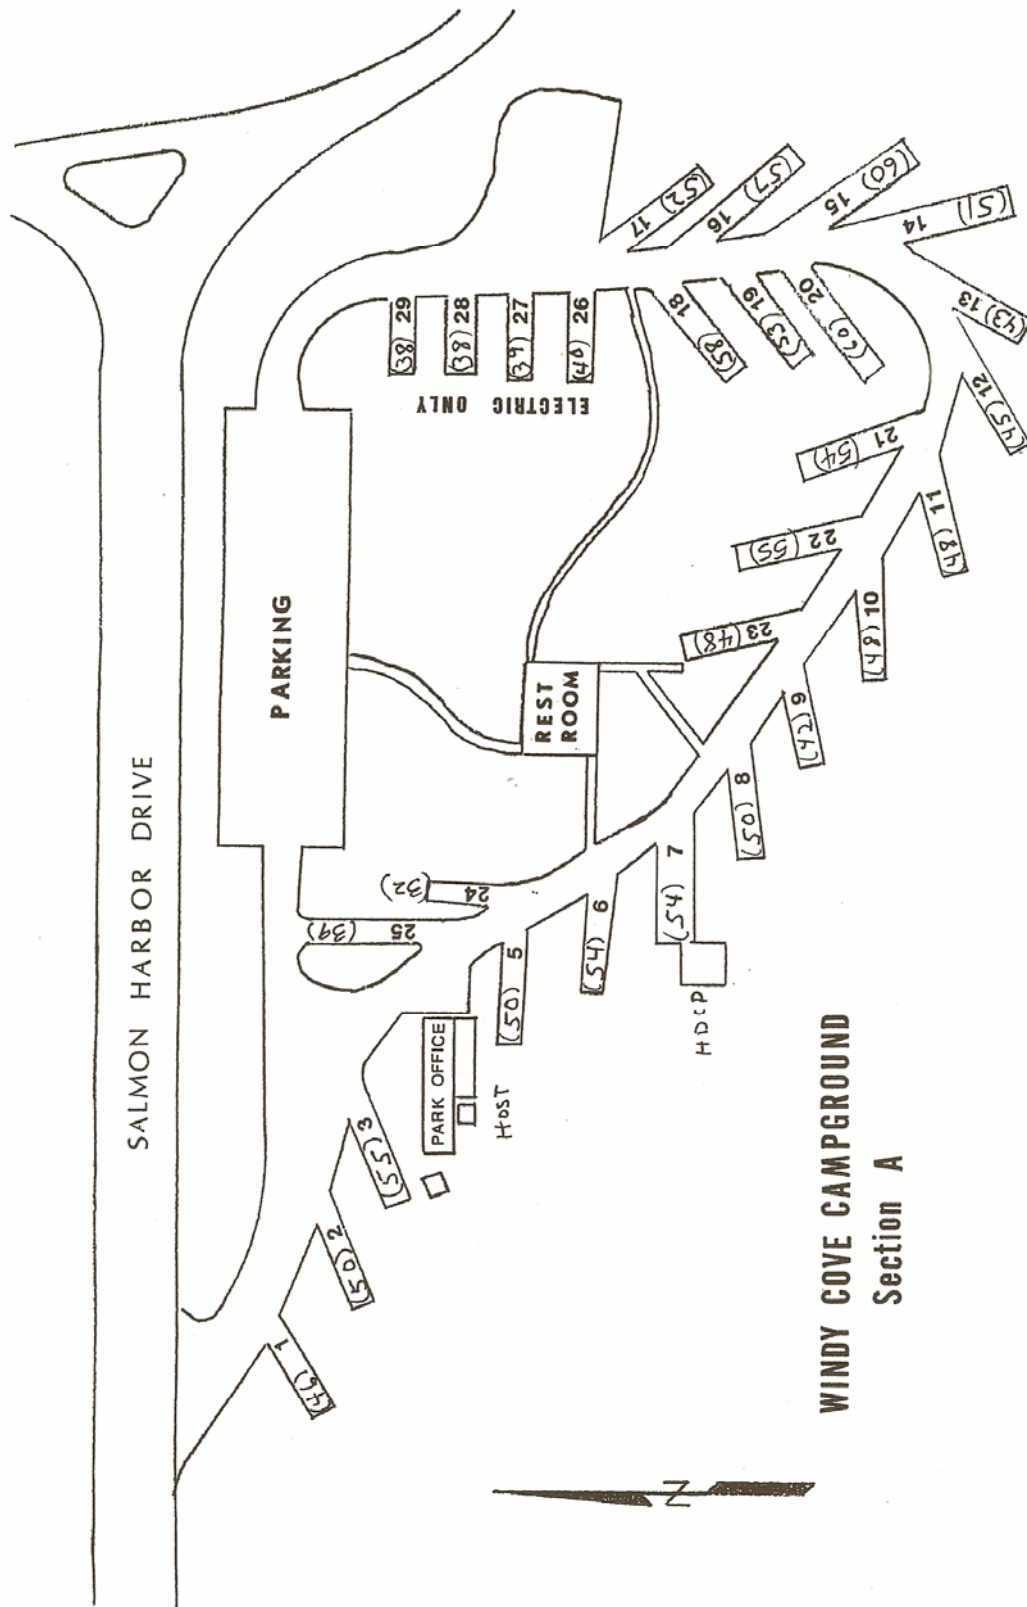 SALMON HARBOR DRIVE
PARKING
REST
ROOM
PARK OFFICE
HOST
HDCP
ELECTRIC ONLY
(46) 1
(50) 2
(55) 3
(50) 5
(54) 6
(54) 7
(50) 8
(42) 9
(48) 10
(48) 11
(45) 12
(43) 13
14 (51)
15 (60)
16 (57)
17 (52)
(58) 18
(53) 19
(60) 20
(54) 21
(55) 22
(48) 23
(32) 24
(39) 25
(40) 26
(39) 27
(38) 28
(38) 29
WINDY COVE CAMPGROUND
Section A
N